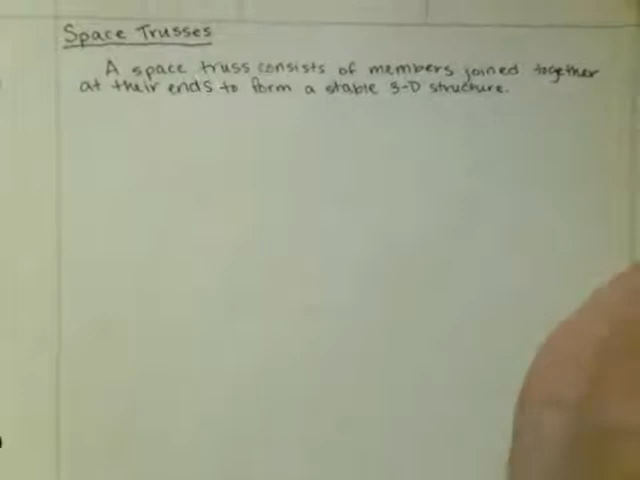 Space Trusses
A space truss consists of members joined together
at their ends to form a stable 3-D structure.